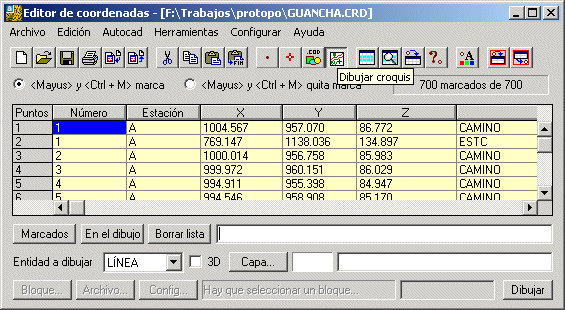 Editor de coordenadas - [F:\Trabajos\protopo\GUANCHA.CRD]
Archivo Edición Autocad Herramientas Configurar Ayuda
COD FIN ? A
Dibujar croquis
<Mayus> y <Ctrl + M> marca <Mayus> y <Ctrl + M> quita marca 700 marcados de 700
Puntos Número Estación X Y Z
1 1 A 1004.567 957.070 86.772 CAMINO
2 1 A 769.147 1138.036 134.897 ESTC
3 2 A 1000.014 956.758 85.983 CAMINO
4 3 A 999.972 960.151 86.029 CAMINO
5 4 A 994.911 955.398 84.947 CAMINO
6 5 A 994.546 958.908 85.170 CAMINO
Marcados En el dibujo Borrar lista
Entidad a dibujar LÍNEA 3D Capa...
Bloque... Archivo... Config... Hay que seleccionar un bloque... Dibujar